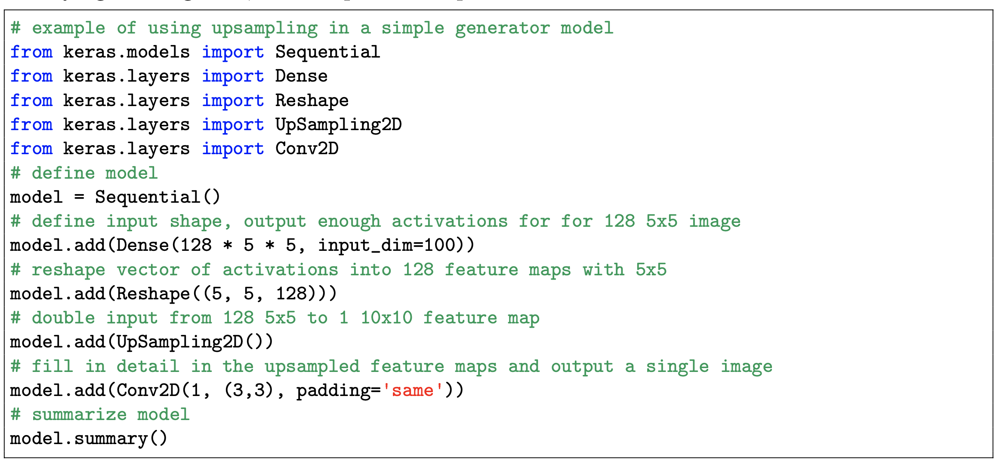 # example of using upsampling in a simple generator model
from keras.models import Sequential
from keras.layers import Dense
from keras.layers import Reshape
from keras.layers import UpSampling2D
from keras.layers import Conv2D
# define model
model = Sequential()
# define input shape, output enough activations for for 128 5x5 image
model.add(Dense(128 * 5 * 5, input_dim=100))
# reshape vector of activations into 128 feature maps with 5x5
model.add(Reshape((5, 5, 128)))
# double input from 128 5x5 to 1 10x10 feature map
model.add(UpSampling2D())
# fill in detail in the upsampled feature maps and output a single image
model.add(Conv2D(1, (3,3), padding='same'))
# summarize model
model.summary()